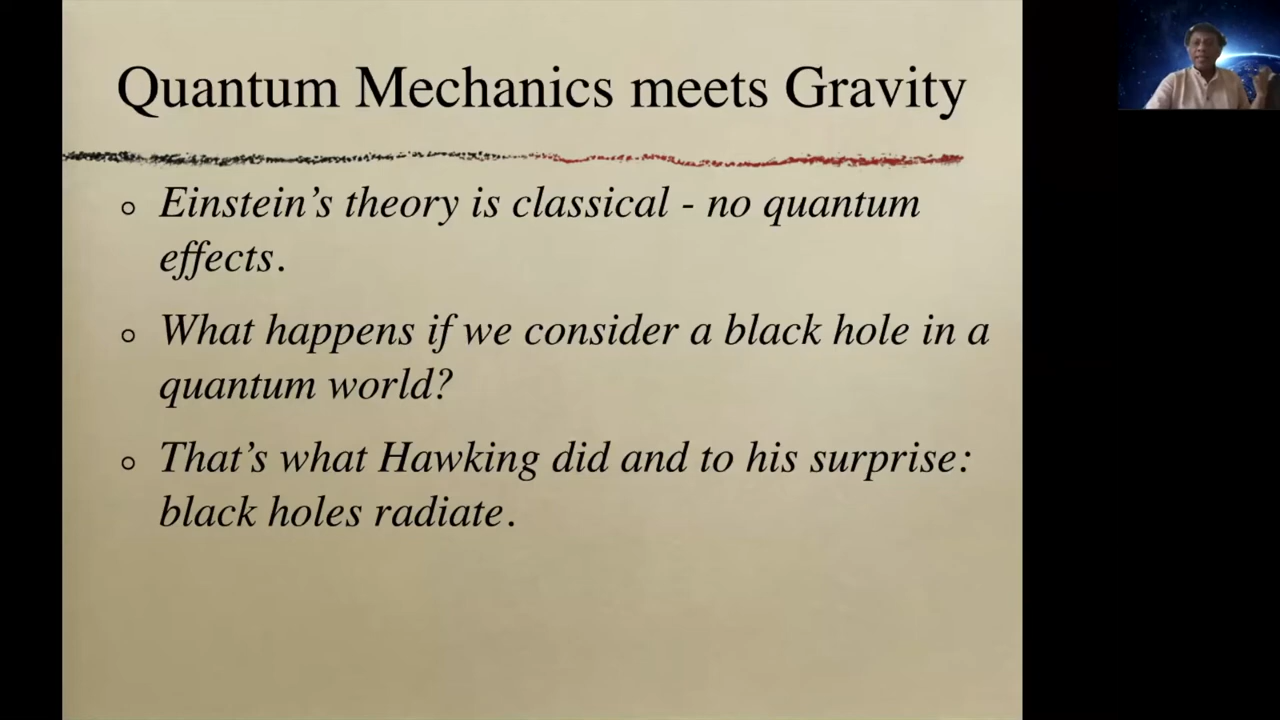 Quantum Mechanics meets Gravity
Einstein’s theory is classical - no quantum
effects.
What happens if we consider a black hole in a
quantum world?
That’s what Hawking did and to his surprise:
black holes radiate.